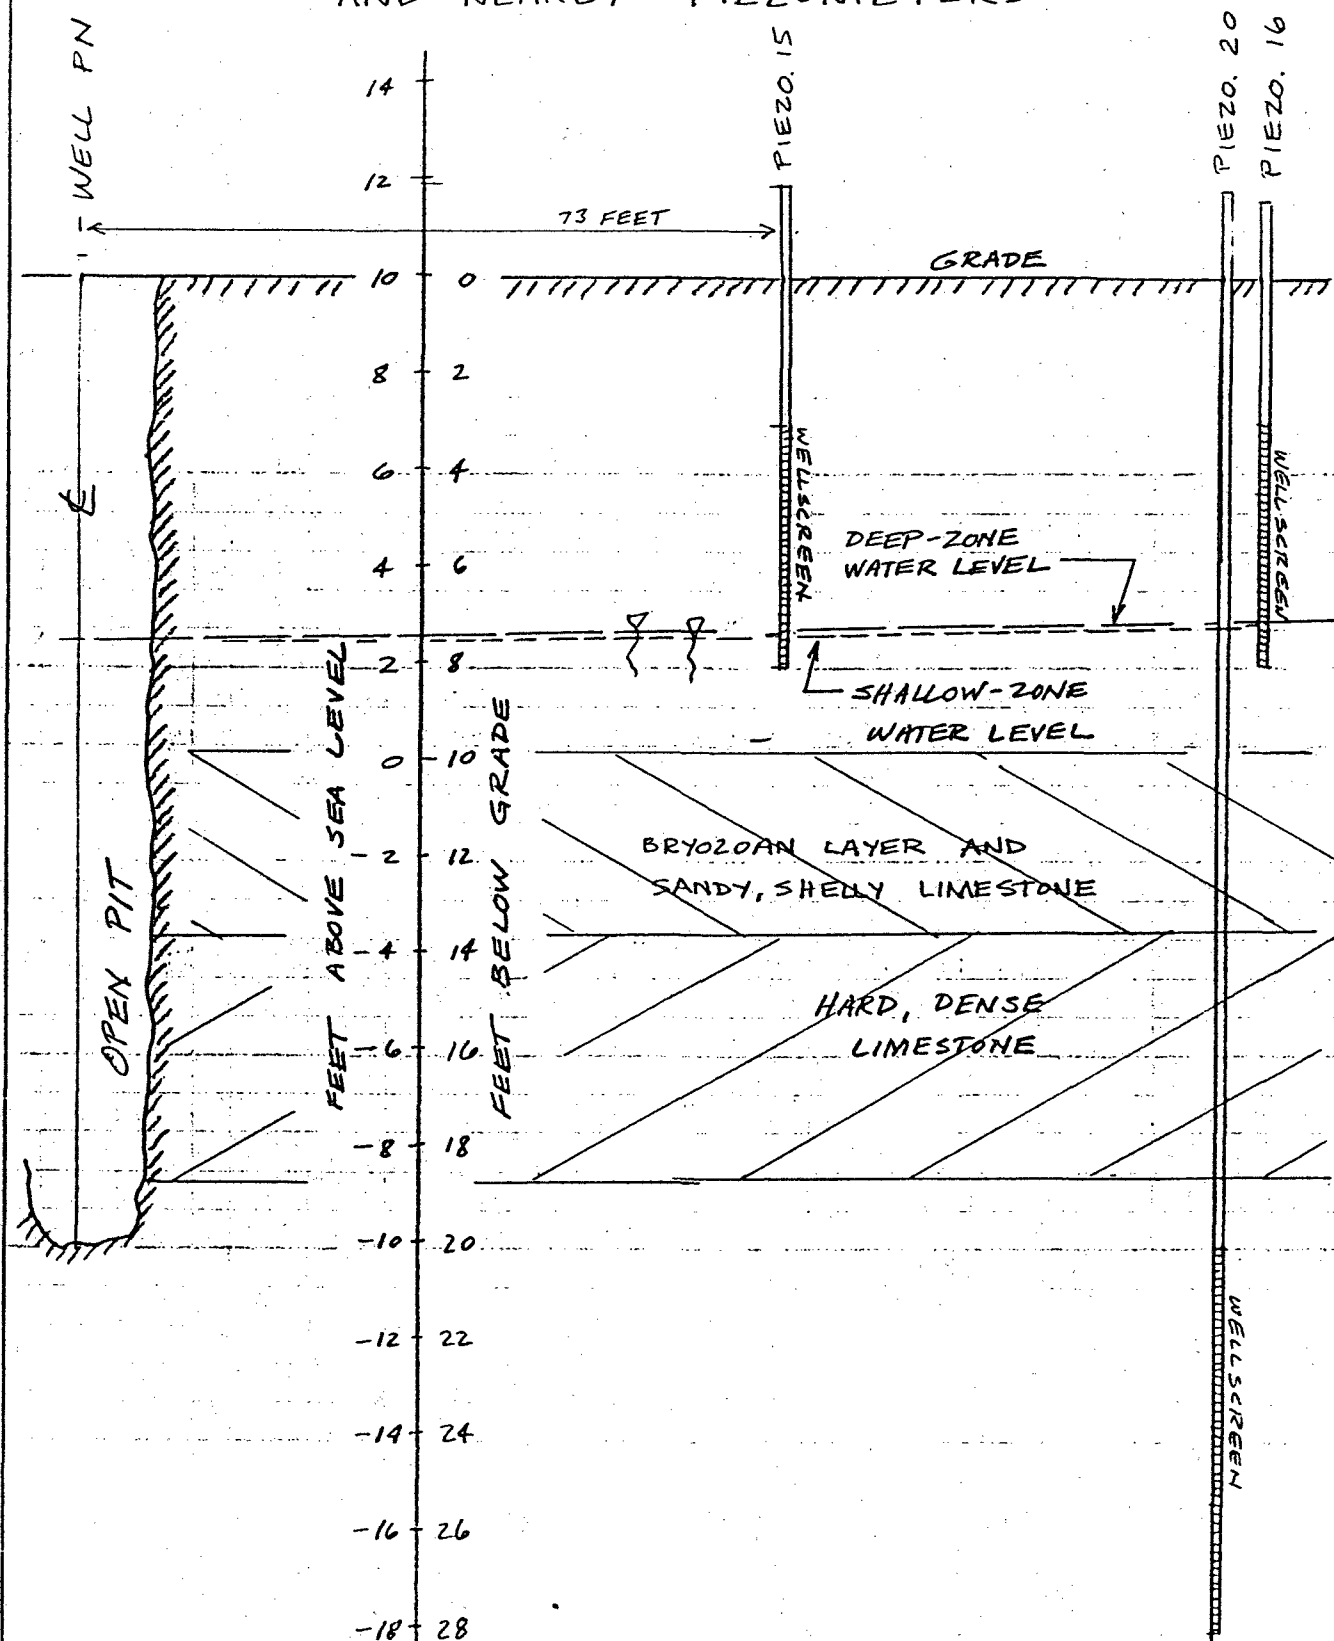 AND NEARBY PIEZOMETERS
WELL PN
PIEZO. 15
PIEZO. 20
PIEZO. 16
14
12
73 FEET
GRADE
10 0
8 2
6 4
4 6
2 8
0 10
-2 12
-4 14
-6 16
-8 18
-10 20
-12 22
-14 24
-16 26
-18 28
WELLSCREEN
WELLSCREEN
DEEP-ZONE
WATER LEVEL
SHALLOW-ZONE
WATER LEVEL
FEET ABOVE SEA LEVEL
FEET BELOW GRADE
OPEN PIT
BRYOZOAN LAYER AND
SANDY, SHELLY LIMESTONE
HARD, DENSE
LIMESTONE
WELLSCREEN